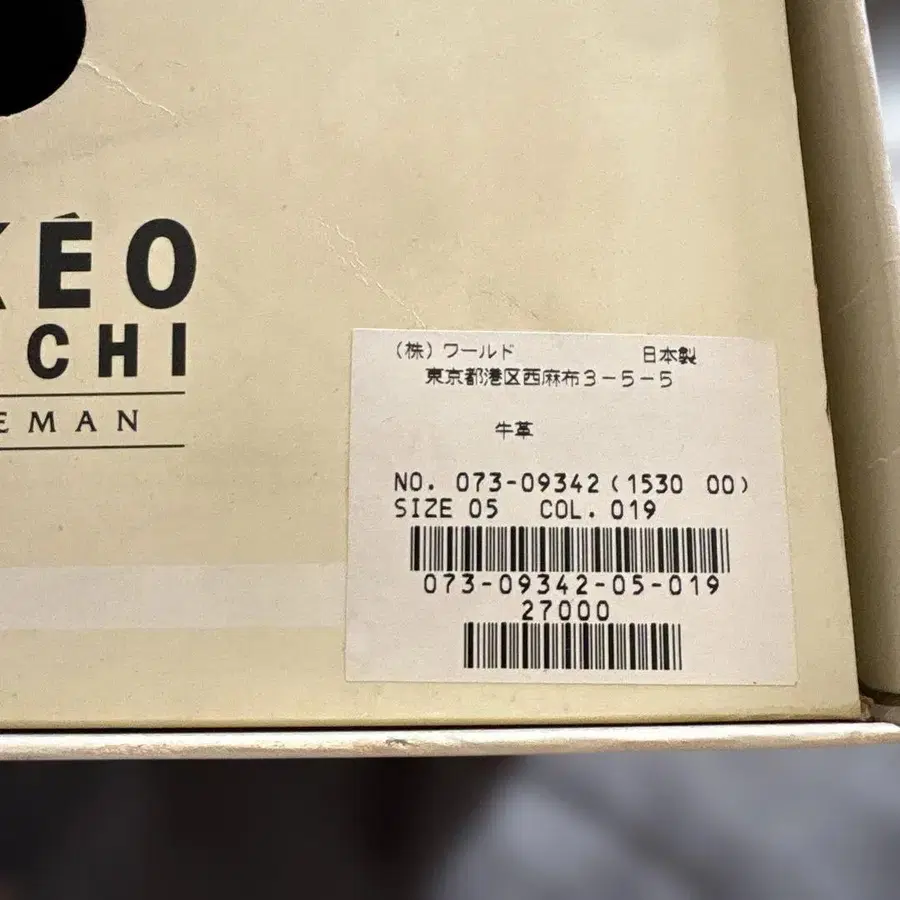 KÉO
CHI
EMAN
(株)ワールド 日本製
東京都港区西麻布3-5-5
牛革
NO. 073-09342(1530 00)
SIZE 05 COL. 019
073-09342-05-019
27000